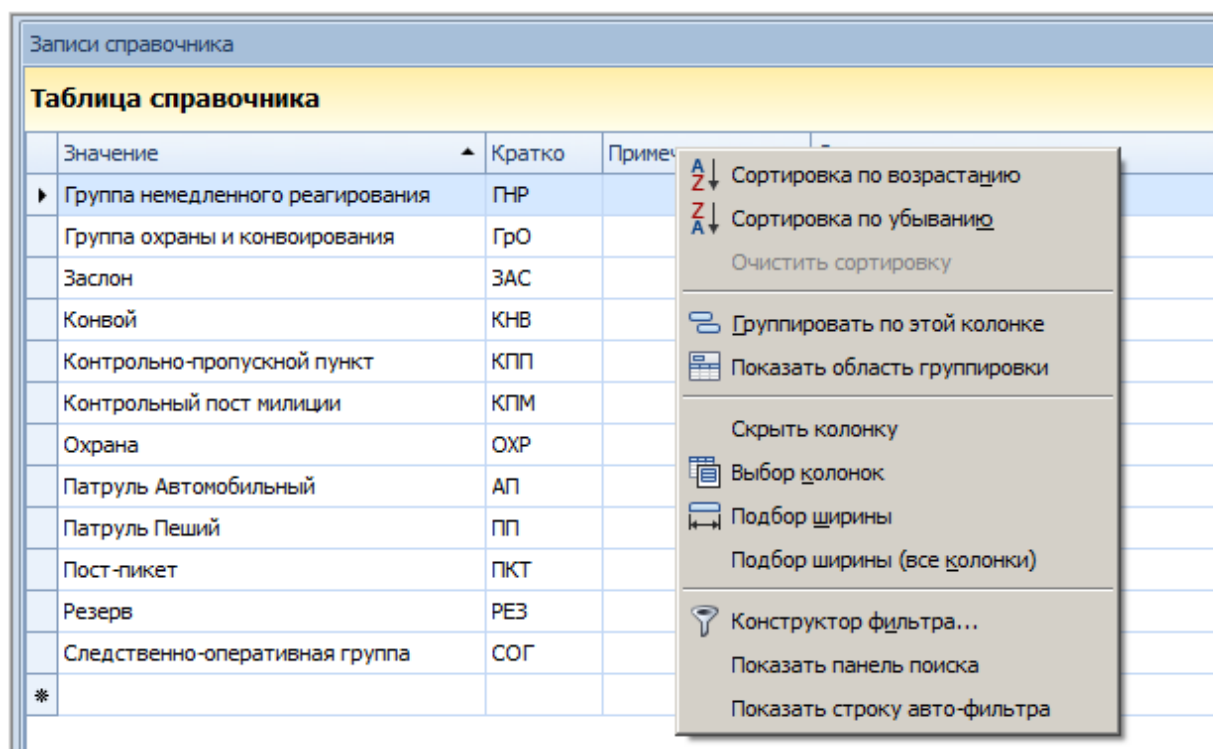 Записи справочника
Таблица справочника
Значение Кратко
Группа немедленного реагирования ГНР
Группа охраны и конвоирования ГрО
Заслон ЗАС
Конвой КНВ
Контрольно-пропускной пункт КПП
Контрольный пост милиции КПМ
Охрана ОХР
Патруль Автомобильный АП
Патруль Пеший ПП
Пост-пикет ПКТ
Резерв РЕЗ
Следственно-оперативная группа СОГ
Сортировка по возрастанию
Сортировка по убыванию
Очистить сортировку
Группировать по этой колонке
Показать область группировки
Скрыть колонку
Выбор колонок
Подбор ширины
Подбор ширины (все колонки)
Конструктор фильтра...
Показать панель поиска
Показать строку авто-фильтра